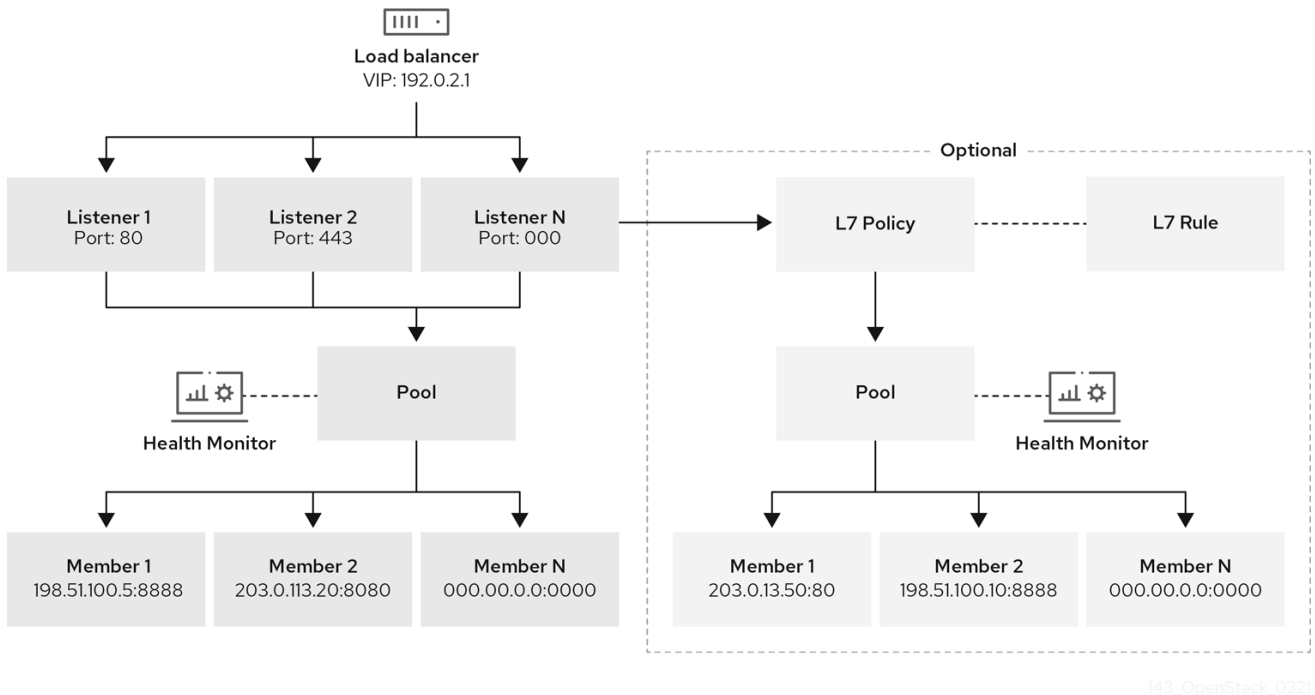 Load balancer
VIP: 192.0.2.1
Optional
Listener 1
Port: 80
Listener 2
Port: 443
Listener N
Port: 000
L7 Policy
L7 Rule
Pool
Health Monitor
Pool
Health Monitor
Member 1
198.51.100.5:8888
Member 2
203.0.113.20:8080
Member N
000.00.0.0:0000
Member 1
203.0.13.50:80
Member 2
198.51.100.10:8888
Member N
000.00.0.0:0000
143_OpenStack_0321